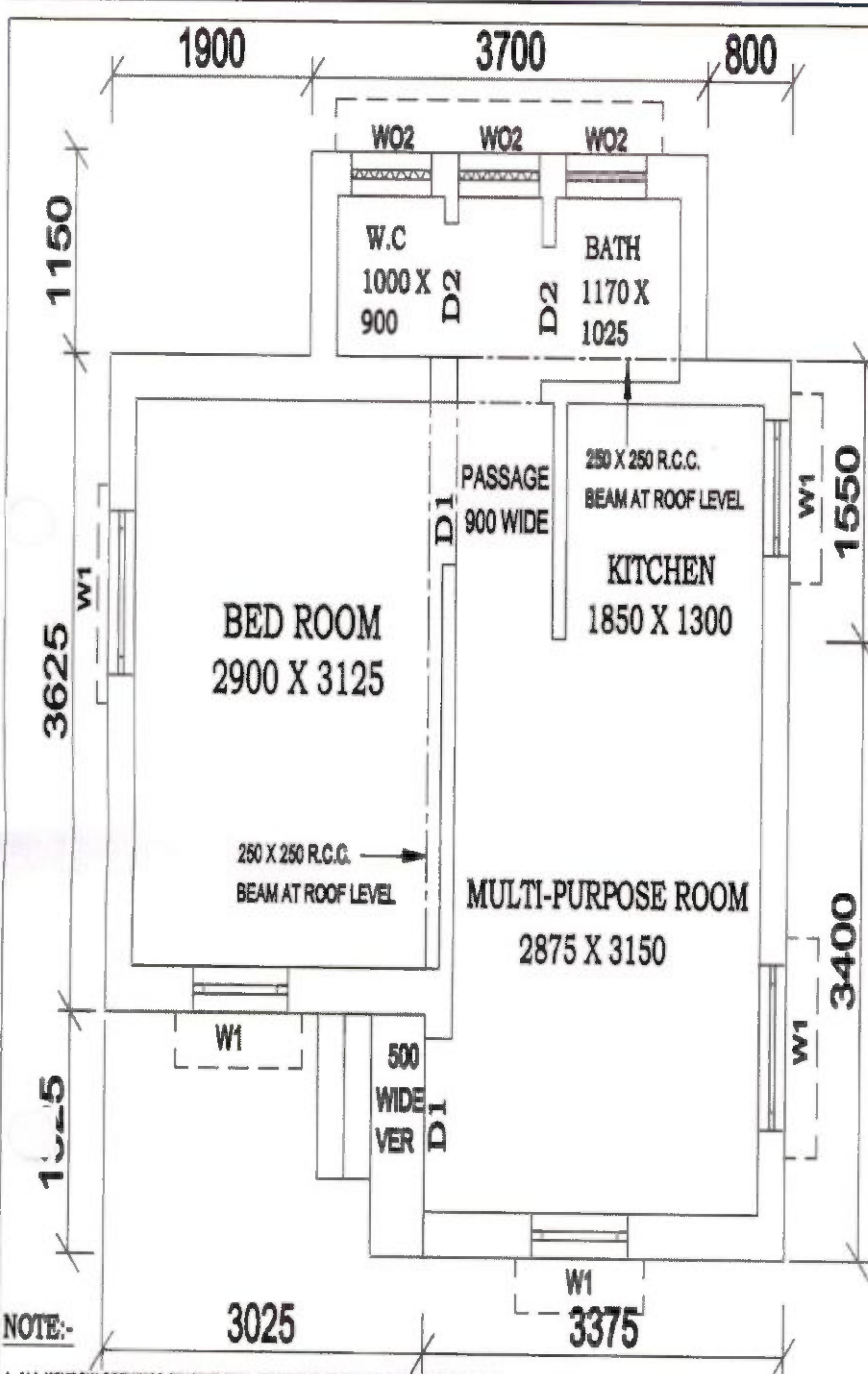 1900
3700
800
WO2
WO2
WO2
1150
W.C
1000 X
900
D2
D2
BATH
1170 X
1025
W1
3625
D1
PASSAGE
900 WIDE
250 X 250 R.C.C.
BEAM AT ROOF LEVEL
W1
1550
KITCHEN
1850 X 1300
BED ROOM
2900 X 3125
250 X 250 R.C.C.
BEAM AT ROOF LEVEL
MULTI-PURPOSE ROOM
2875 X 3150
3400
W1
W1
500
WIDE
VER
D1
W1
NOTE:-
3025
3375